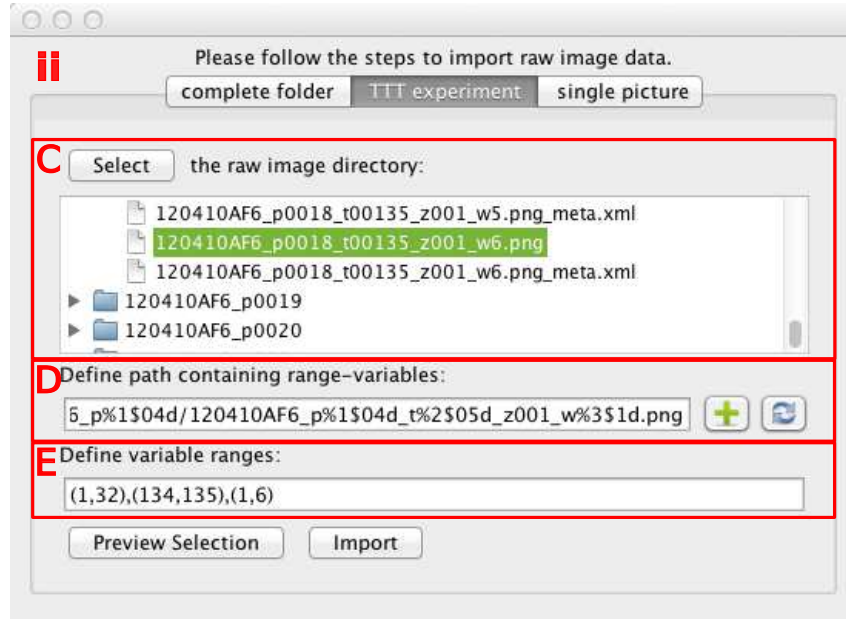 ii
Please follow the steps to import raw image data.
complete folder TTT experiment single picture
C
Select the raw image directory:
120410AF6_p0018_t00135_z001_w5.png_meta.xml
120410AF6_p0018_t00135_z001_w6.png
120410AF6_p0018_t00135_z001_w6.png_meta.xml
120410AF6_p0019
120410AF6_p0020
D
Define path containing range-variables:
_p%1$04d/120410AF6_p%1$04d_t%2$05d_z001_w%3$1d.png
E
Define variable ranges:
(1,32),(134,135),(1,6)
Preview Selection Import